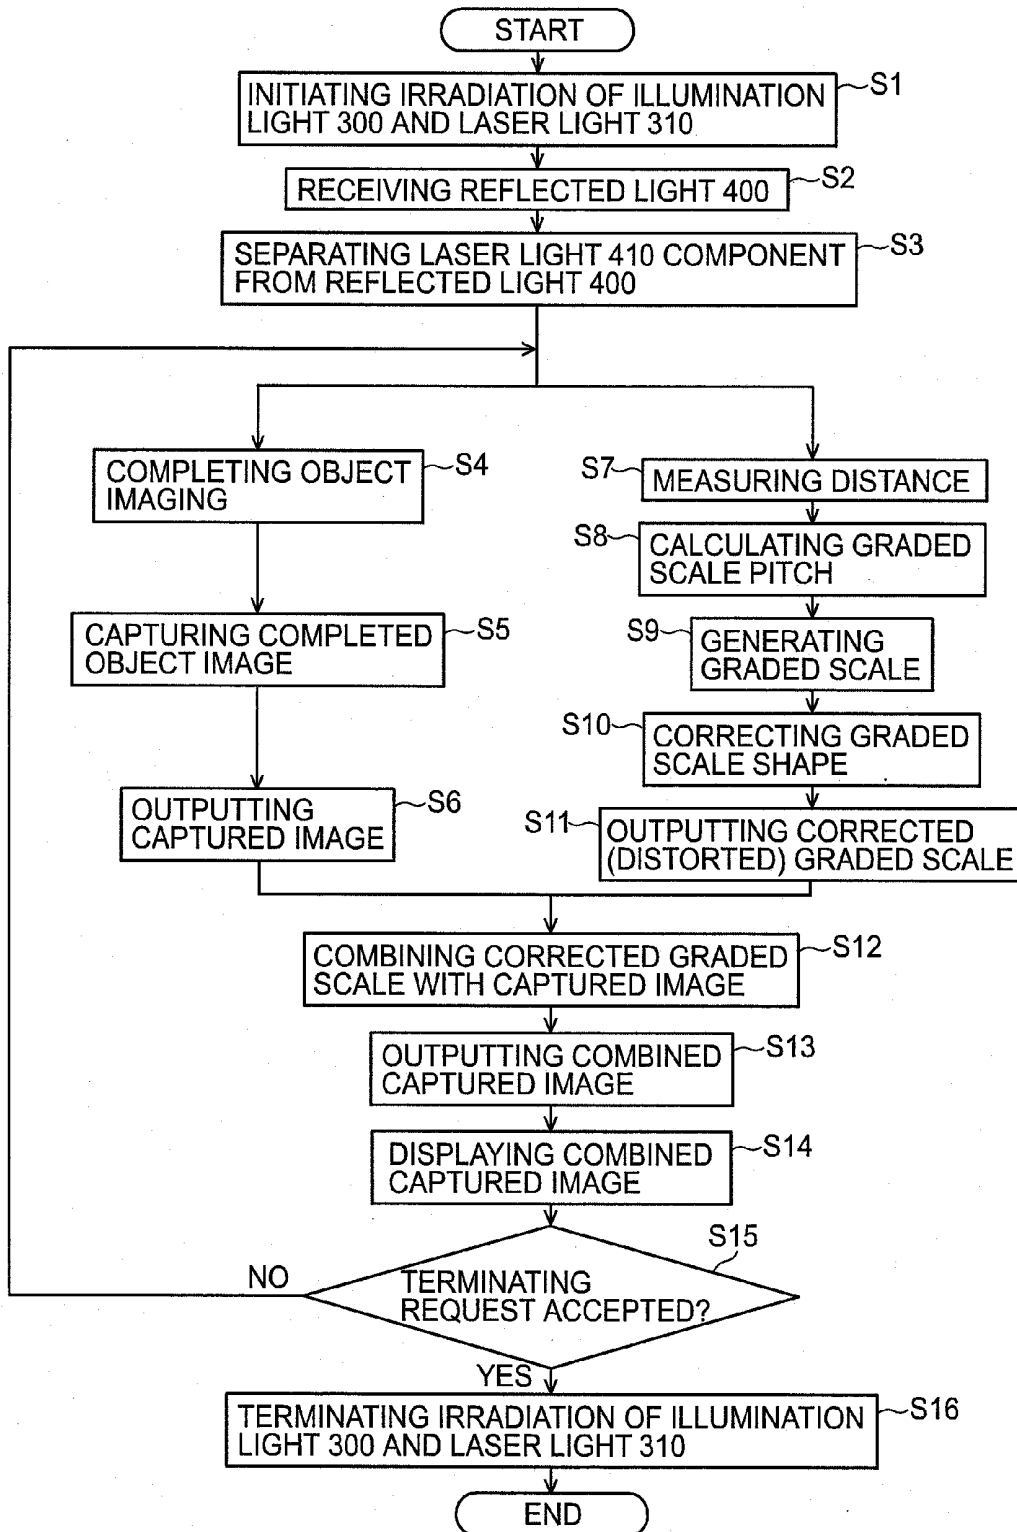 START
INITIATING IRRADIATION OF ILLUMINATION
LIGHT 300 AND LASER LIGHT 310
S1
RECEIVING REFLECTED LIGHT 400
S2
SEPARATING LASER LIGHT 410 COMPONENT
FROM REFLECTED LIGHT 400
S3
COMPLETING OBJECT
IMAGING
S4
CAPTURING COMPLETED
OBJECT IMAGE
S5
OUTPUTTING
CAPTURED IMAGE
S6
S7
MEASURING DISTANCE
S8
CALCULATING GRADED
SCALE PITCH
S9
GENERATING
GRADED SCALE
S10
CORRECTING GRADED
SCALE SHAPE
S11
OUTPUTTING CORRECTED
(DISTORTED) GRADED SCALE
COMBINING CORRECTED GRADED
SCALE WITH CAPTURED IMAGE
S12
OUTPUTTING COMBINED
CAPTURED IMAGE
S13
DISPLAYING COMBINED
CAPTURED IMAGE
S14
S15
TERMINATING
REQUEST ACCEPTED?
NO
YES
TERMINATING IRRADIATION OF ILLUMINATION
LIGHT 300 AND LASER LIGHT 310
S16
END